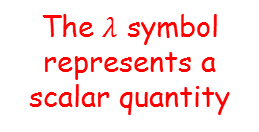 The λ symbol
represents a
scalar quantity